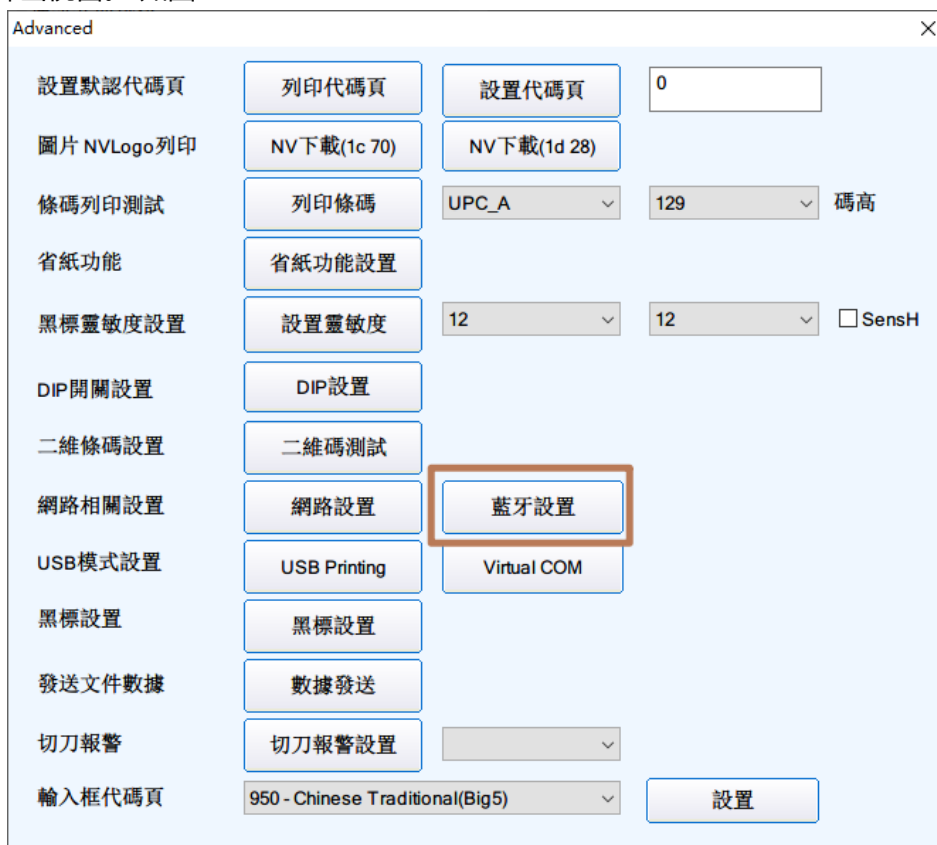 Advanced
設置默認代碼頁 列印代碼頁 設置代碼頁 0
圖片 NVLogo列印 NV下載(1c 70) NV下載(1d 28)
條碼列印測試 列印條碼 UPC_A 129 碼高
省紙功能 省紙功能設置
黑標靈敏度設置 設置靈敏度 12 12 SensH
DIP開關設置 DIP設置
二維條碼設置 二維碼測試
網路相關設置 網路設置 藍牙設置
USB模式設置 USB Printing Virtual COM
黑標設置 黑標設置
發送文件數據 數據發送
切刀報警 切刀報警設置
輸入框代碼頁 950 - Chinese Traditional(Big5) 設置